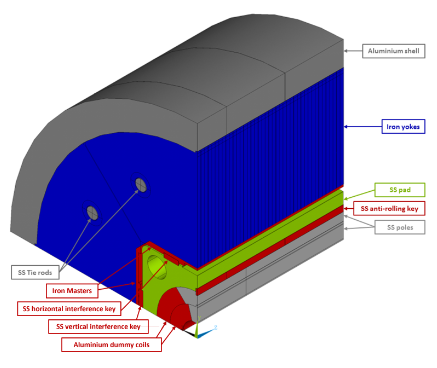 Aluminium shell
Iron yokes
SS pad
SS anti-rolling key
SS poles
SS Tie rods
Iron Masters
SS horizontal interference key
SS vertical interference key
Aluminium dummy coils
Z